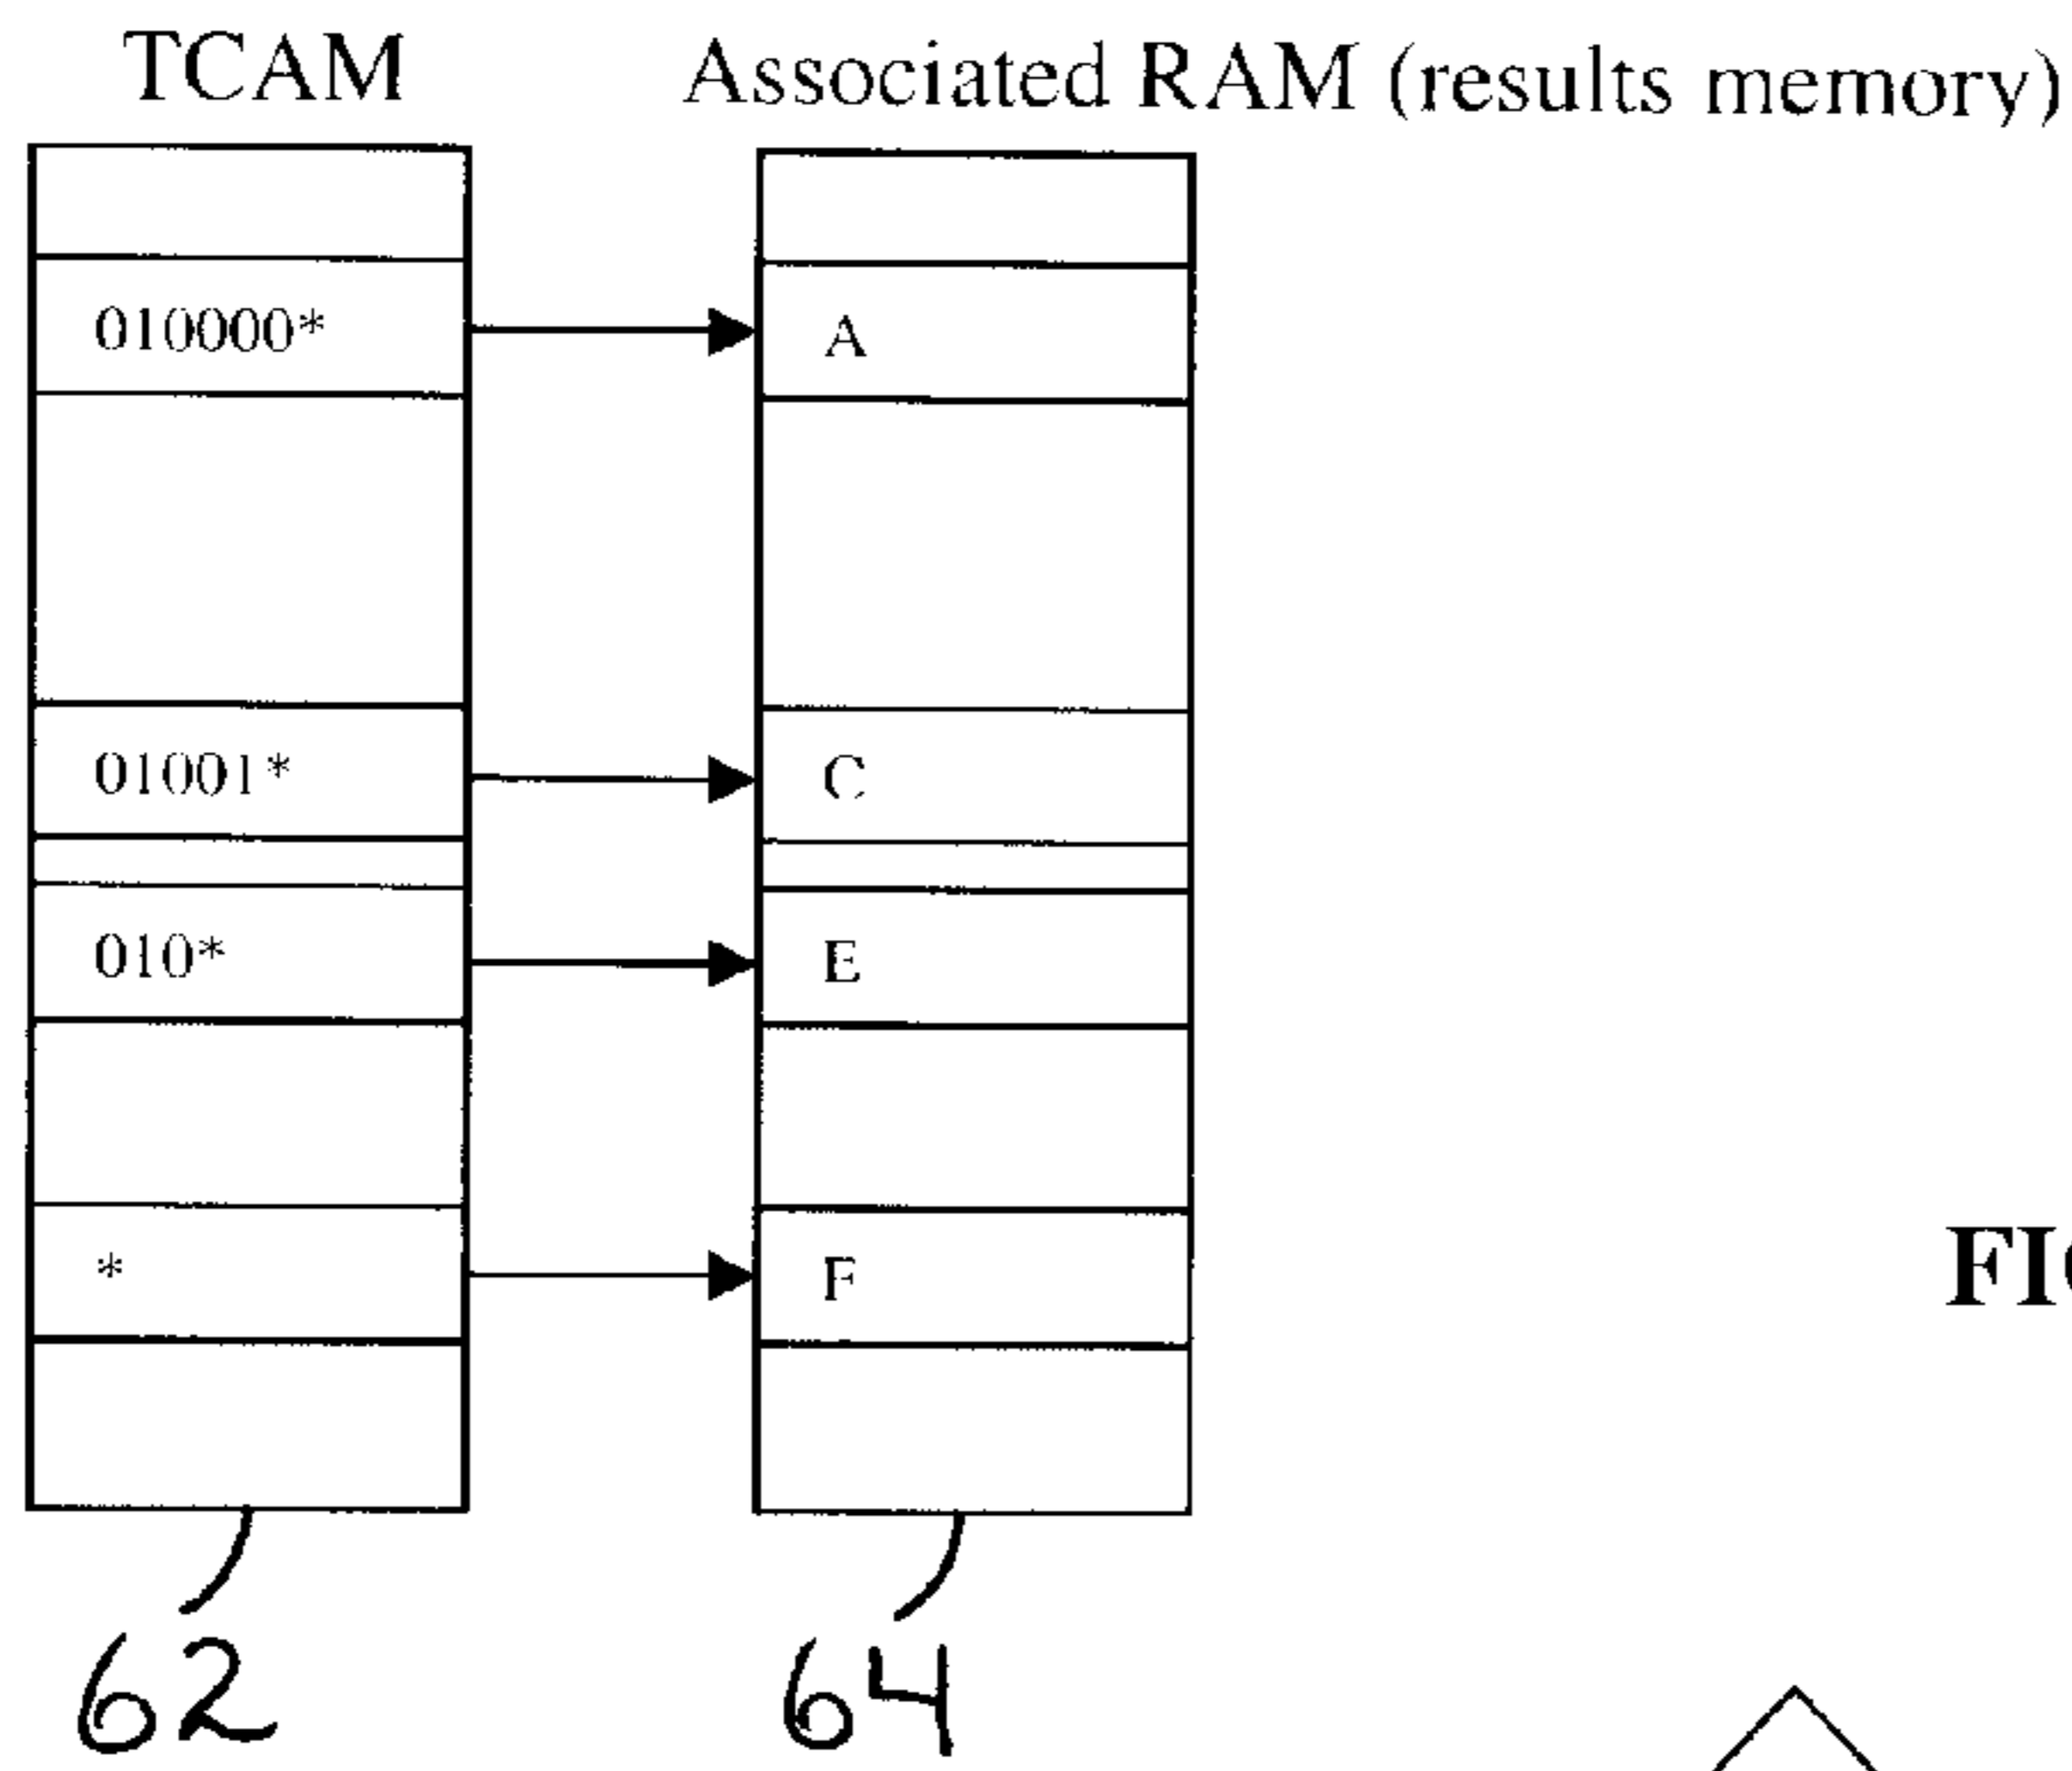 TCAM Associated RAM (results memory)
010000* A
01001* C
010* E
* F
62 64